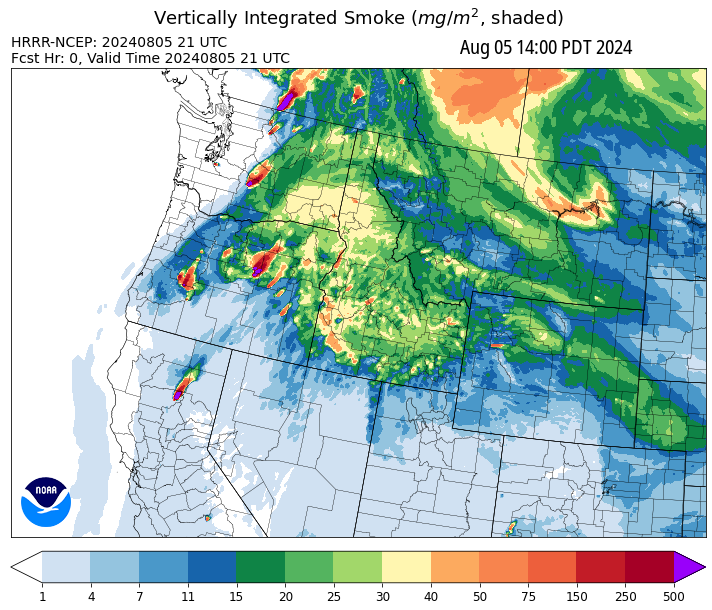 Vertically Integrated Smoke (mg/m², shaded)
HRRR-NCEP: 20240805 21 UTC
Aug 05 14:00 PDT 2024
Fcst Hr: 0, Valid Time 20240805 21 UTC
NOAA
1 4 7 11 15 20 25 30 40 50 75 150 250 500